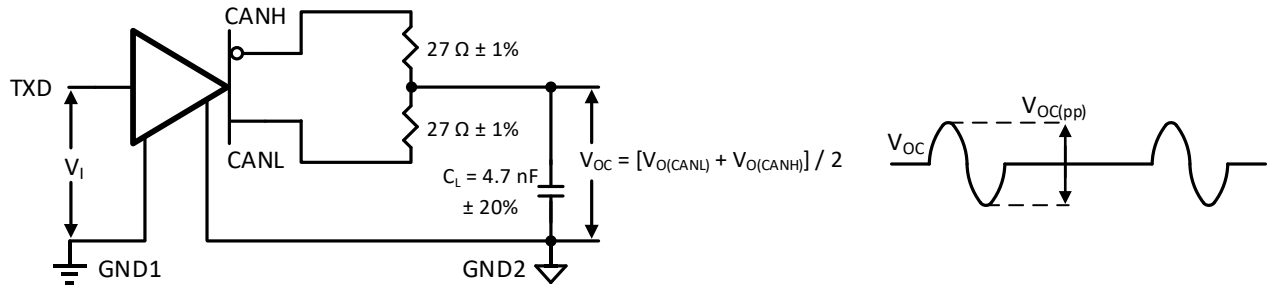 CANH
27 Ω ± 1%
TXD
27 Ω ± 1%
CANL
V_I
C_L = 4.7 nF
± 20%
V_OC = [V_O(CANL) + V_O(CANH)] / 2
GND1
GND2
V_OC(pp)
V_OC